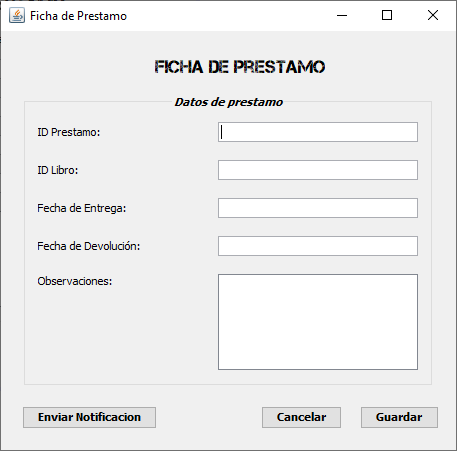 Ficha de Prestamo
FICHA DE PRESTAMO
Datos de prestamo
ID Prestamo:
ID Libro:
Fecha de Entrega:
Fecha de Devolución:
Observaciones:
Enviar Notificacion
Cancelar
Guardar